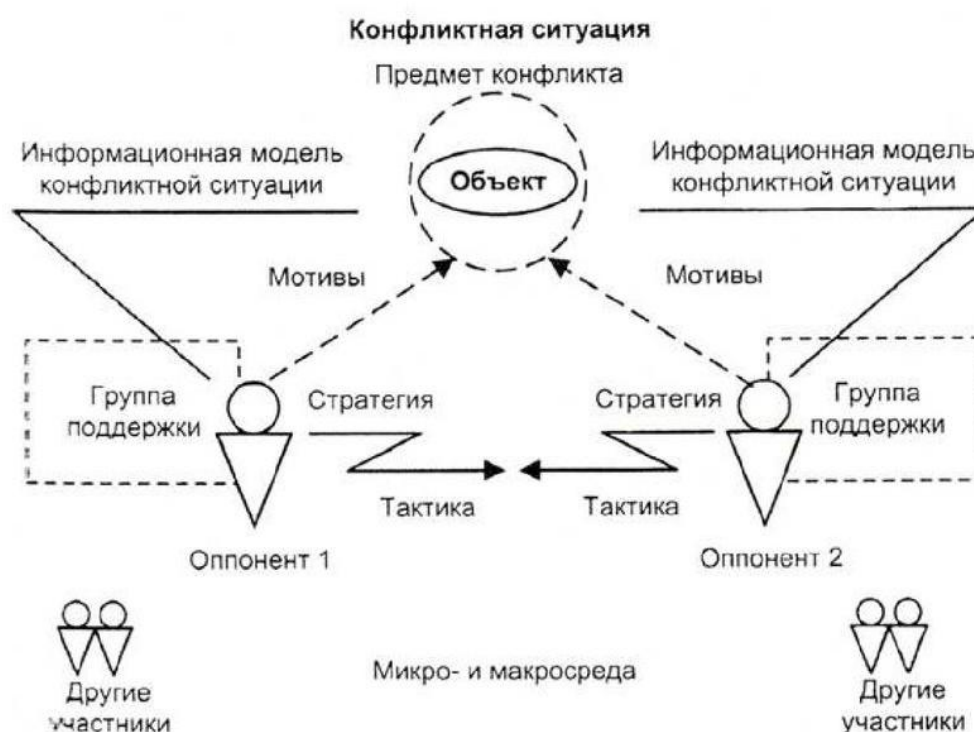 Конфликтная ситуация
Предмет конфликта
Информационная модель
конфликтной ситуации
Объект
Информационная модель
конфликтной ситуации
Мотивы
Мотивы
Группа
поддержки
Стратегия
Стратегия
Группа
поддержки
Тактика
Тактика
Оппонент 1
Оппонент 2
Микро- и макросреда
Другие
участники
Другие
участники